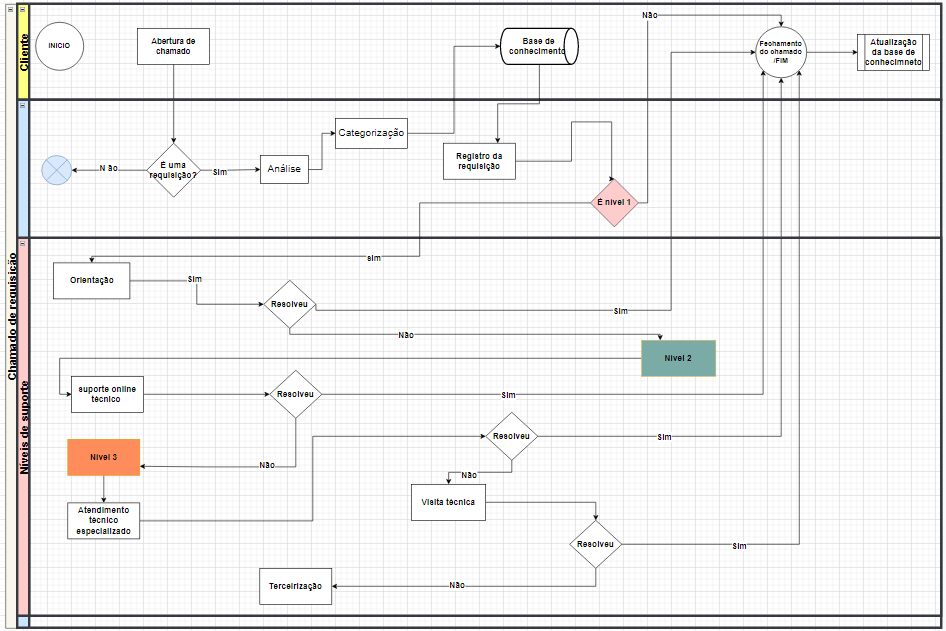 Chamado de requisição
Cliente
INICIO
Abertura de
chamado
Base de
conhecimento
Não
Fechamento
do chamado
/FIM
Atualização
da base de
conhecimneto
É uma
requisição?
N ão
Sim
Análise
Categorização
Registro da
requisição
É nivel 1
Níveis de suporte
sim
Orientação
Sim
Resolveu
Sim
Não
Nivel 2
suporte online
técnico
Resolveu
Sim
Não
Nivel 3
Atendimento
técnico
especializado
Resolveu
Sim
Não
Visita técnica
Resolveu
Sim
Não
Terceirização